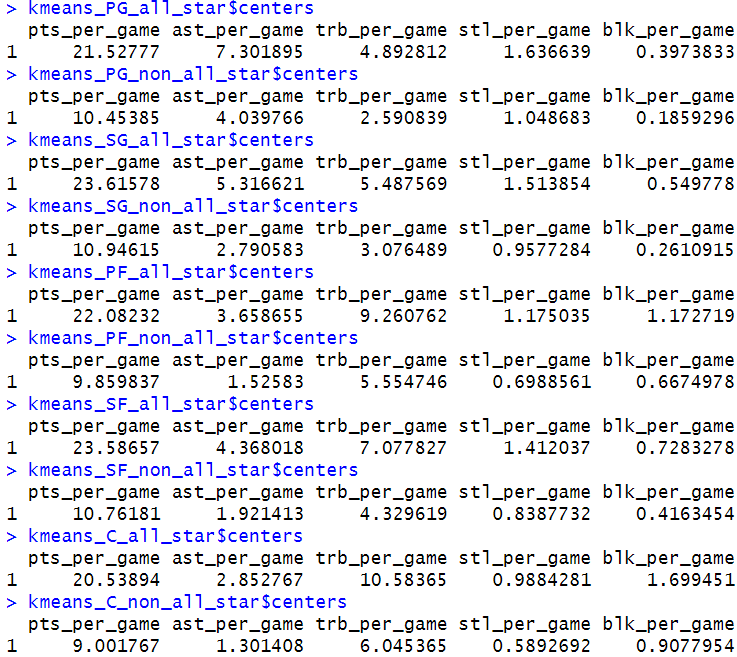 > kmeans_PG_all_star$centers
  pts_per_game ast_per_game trb_per_game stl_per_game blk_per_game
1     21.52777     7.301895     4.892812     1.636639    0.3973833
> kmeans_PG_non_all_star$centers
  pts_per_game ast_per_game trb_per_game stl_per_game blk_per_game
1     10.45385     4.039766     2.590839     1.048683    0.1859296
> kmeans_SG_all_star$centers
  pts_per_game ast_per_game trb_per_game stl_per_game blk_per_game
1     23.61578     5.316621     5.487569     1.513854     0.549778
> kmeans_SG_non_all_star$centers
  pts_per_game ast_per_game trb_per_game stl_per_game blk_per_game
1     10.94615     2.790583     3.076489    0.9577284    0.2610915
> kmeans_PF_all_star$centers
  pts_per_game ast_per_game trb_per_game stl_per_game blk_per_game
1     22.08232     3.658655     9.260762     1.175035     1.172719
> kmeans_PF_non_all_star$centers
  pts_per_game ast_per_game trb_per_game stl_per_game blk_per_game
1     9.859837      1.52583     5.554746    0.6988561    0.6674978
> kmeans_SF_all_star$centers
  pts_per_game ast_per_game trb_per_game stl_per_game blk_per_game
1     23.58657     4.368018     7.077827     1.412037    0.7283278
> kmeans_SF_non_all_star$centers
  pts_per_game ast_per_game trb_per_game stl_per_game blk_per_game
1     10.76181     1.921413     4.329619    0.8387732    0.4163454
> kmeans_C_all_star$centers
  pts_per_game ast_per_game trb_per_game stl_per_game blk_per_game
1     20.53894     2.852767     10.58365    0.9884281     1.699451
> kmeans_C_non_all_star$centers
  pts_per_game ast_per_game trb_per_game stl_per_game blk_per_game
1     9.001767     1.301408     6.045365    0.5892692    0.9077954